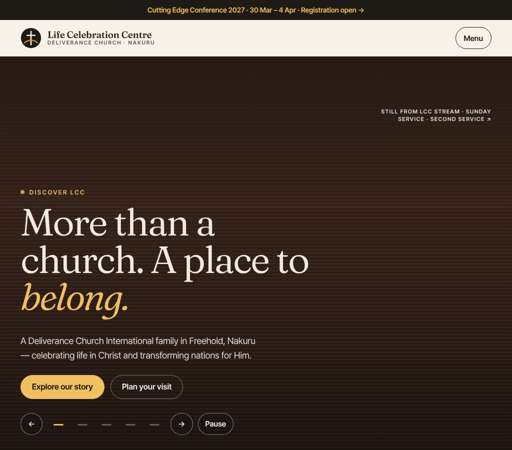 Cutting Edge Conference 2027 · 30 Mar – 4 Apr · Registration open →
Life Celebration Centre
DELIVERANCE CHURCH · NAKURU
Menu
STILL FROM LCC STREAM · SUNDAY
SERVICE · SECOND SERVICE ↗
DISCOVER LCC
More than a
church. A place to
belong.
A Deliverance Church International family in Freehold, Nakuru
— celebrating life in Christ and transforming nations for Him.
Explore our story
Plan your visit
← → Pause